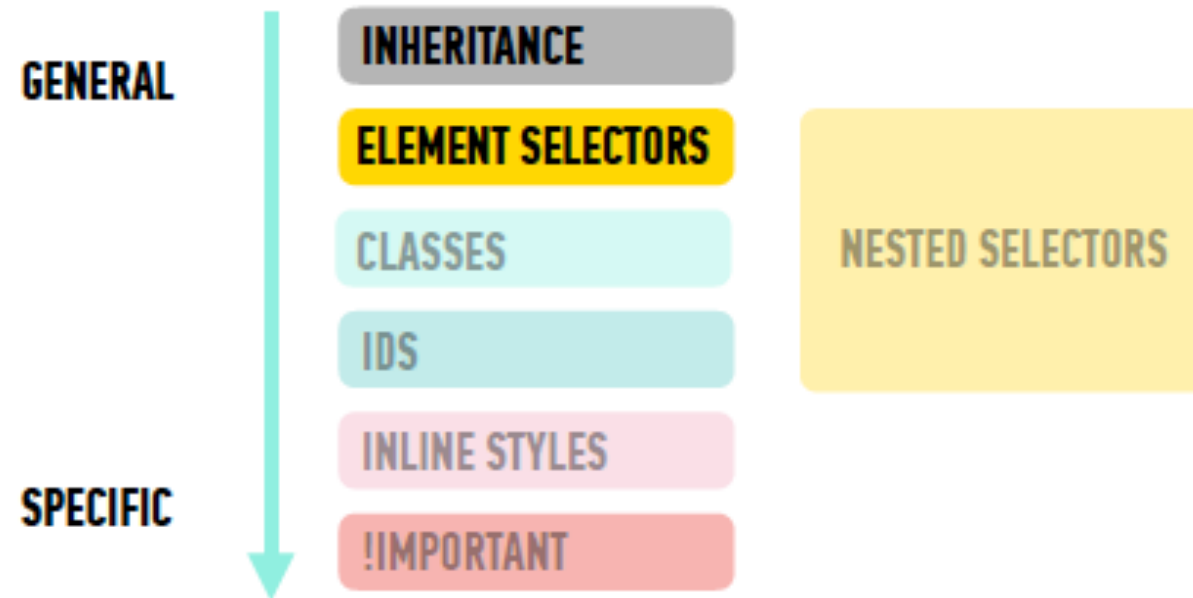 GENERAL
INHERITANCE
ELEMENT SELECTORS
CLASSES
NESTED SELECTORS
IDS
INLINE STYLES
SPECIFIC
!IMPORTANT